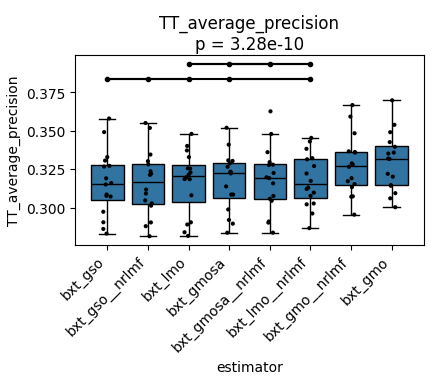 TT_average_precision
p = 3.28e-10
TT_average_precision
0.375
0.350
0.325
0.300
bxt_gso
bxt_gso__nrlmf
bxt_lmo
bxt_gmosa
bxt_gmosa__nrlmf
bxt_lmo__nrlmf
bxt_gmo__nrlmf
bxt_gmo
estimator